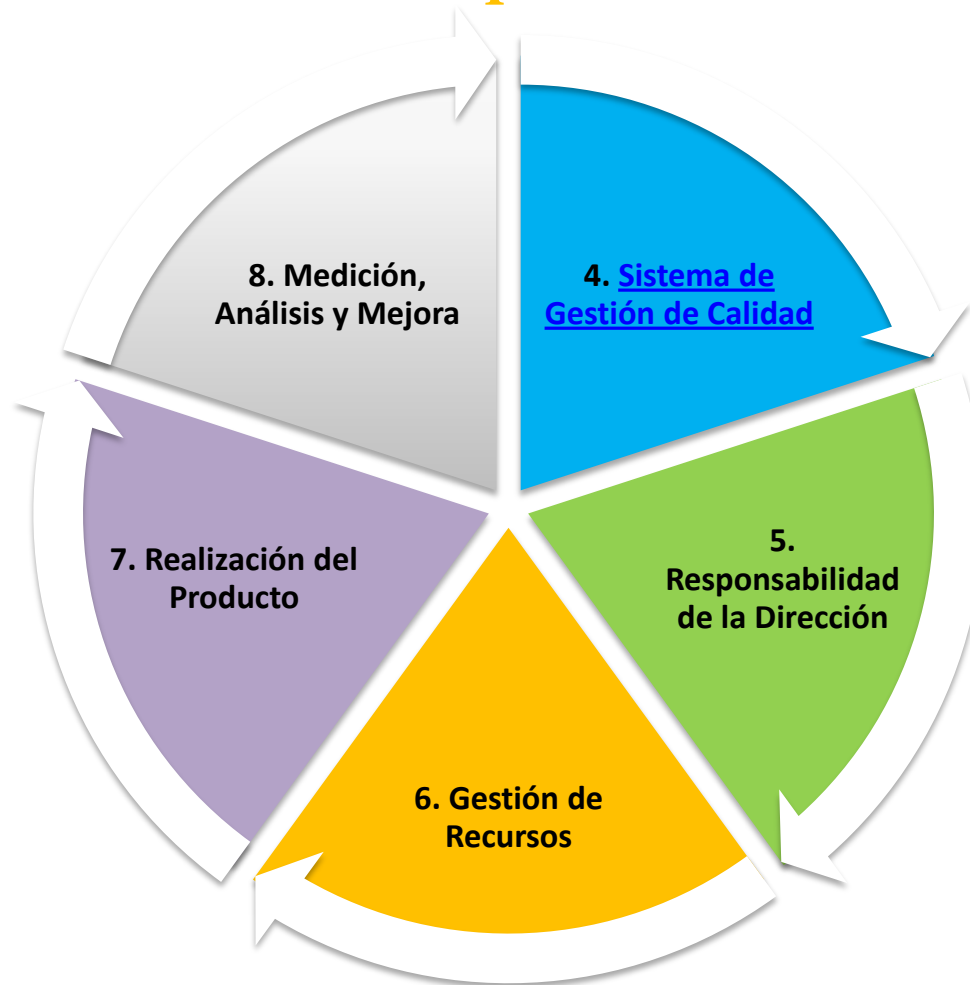 8. Medición,
Análisis y Mejora
4. Sistema de
Gestión de Calidad
5.
Responsabilidad
de la Dirección
6. Gestión de
Recursos
7. Realización del
Producto